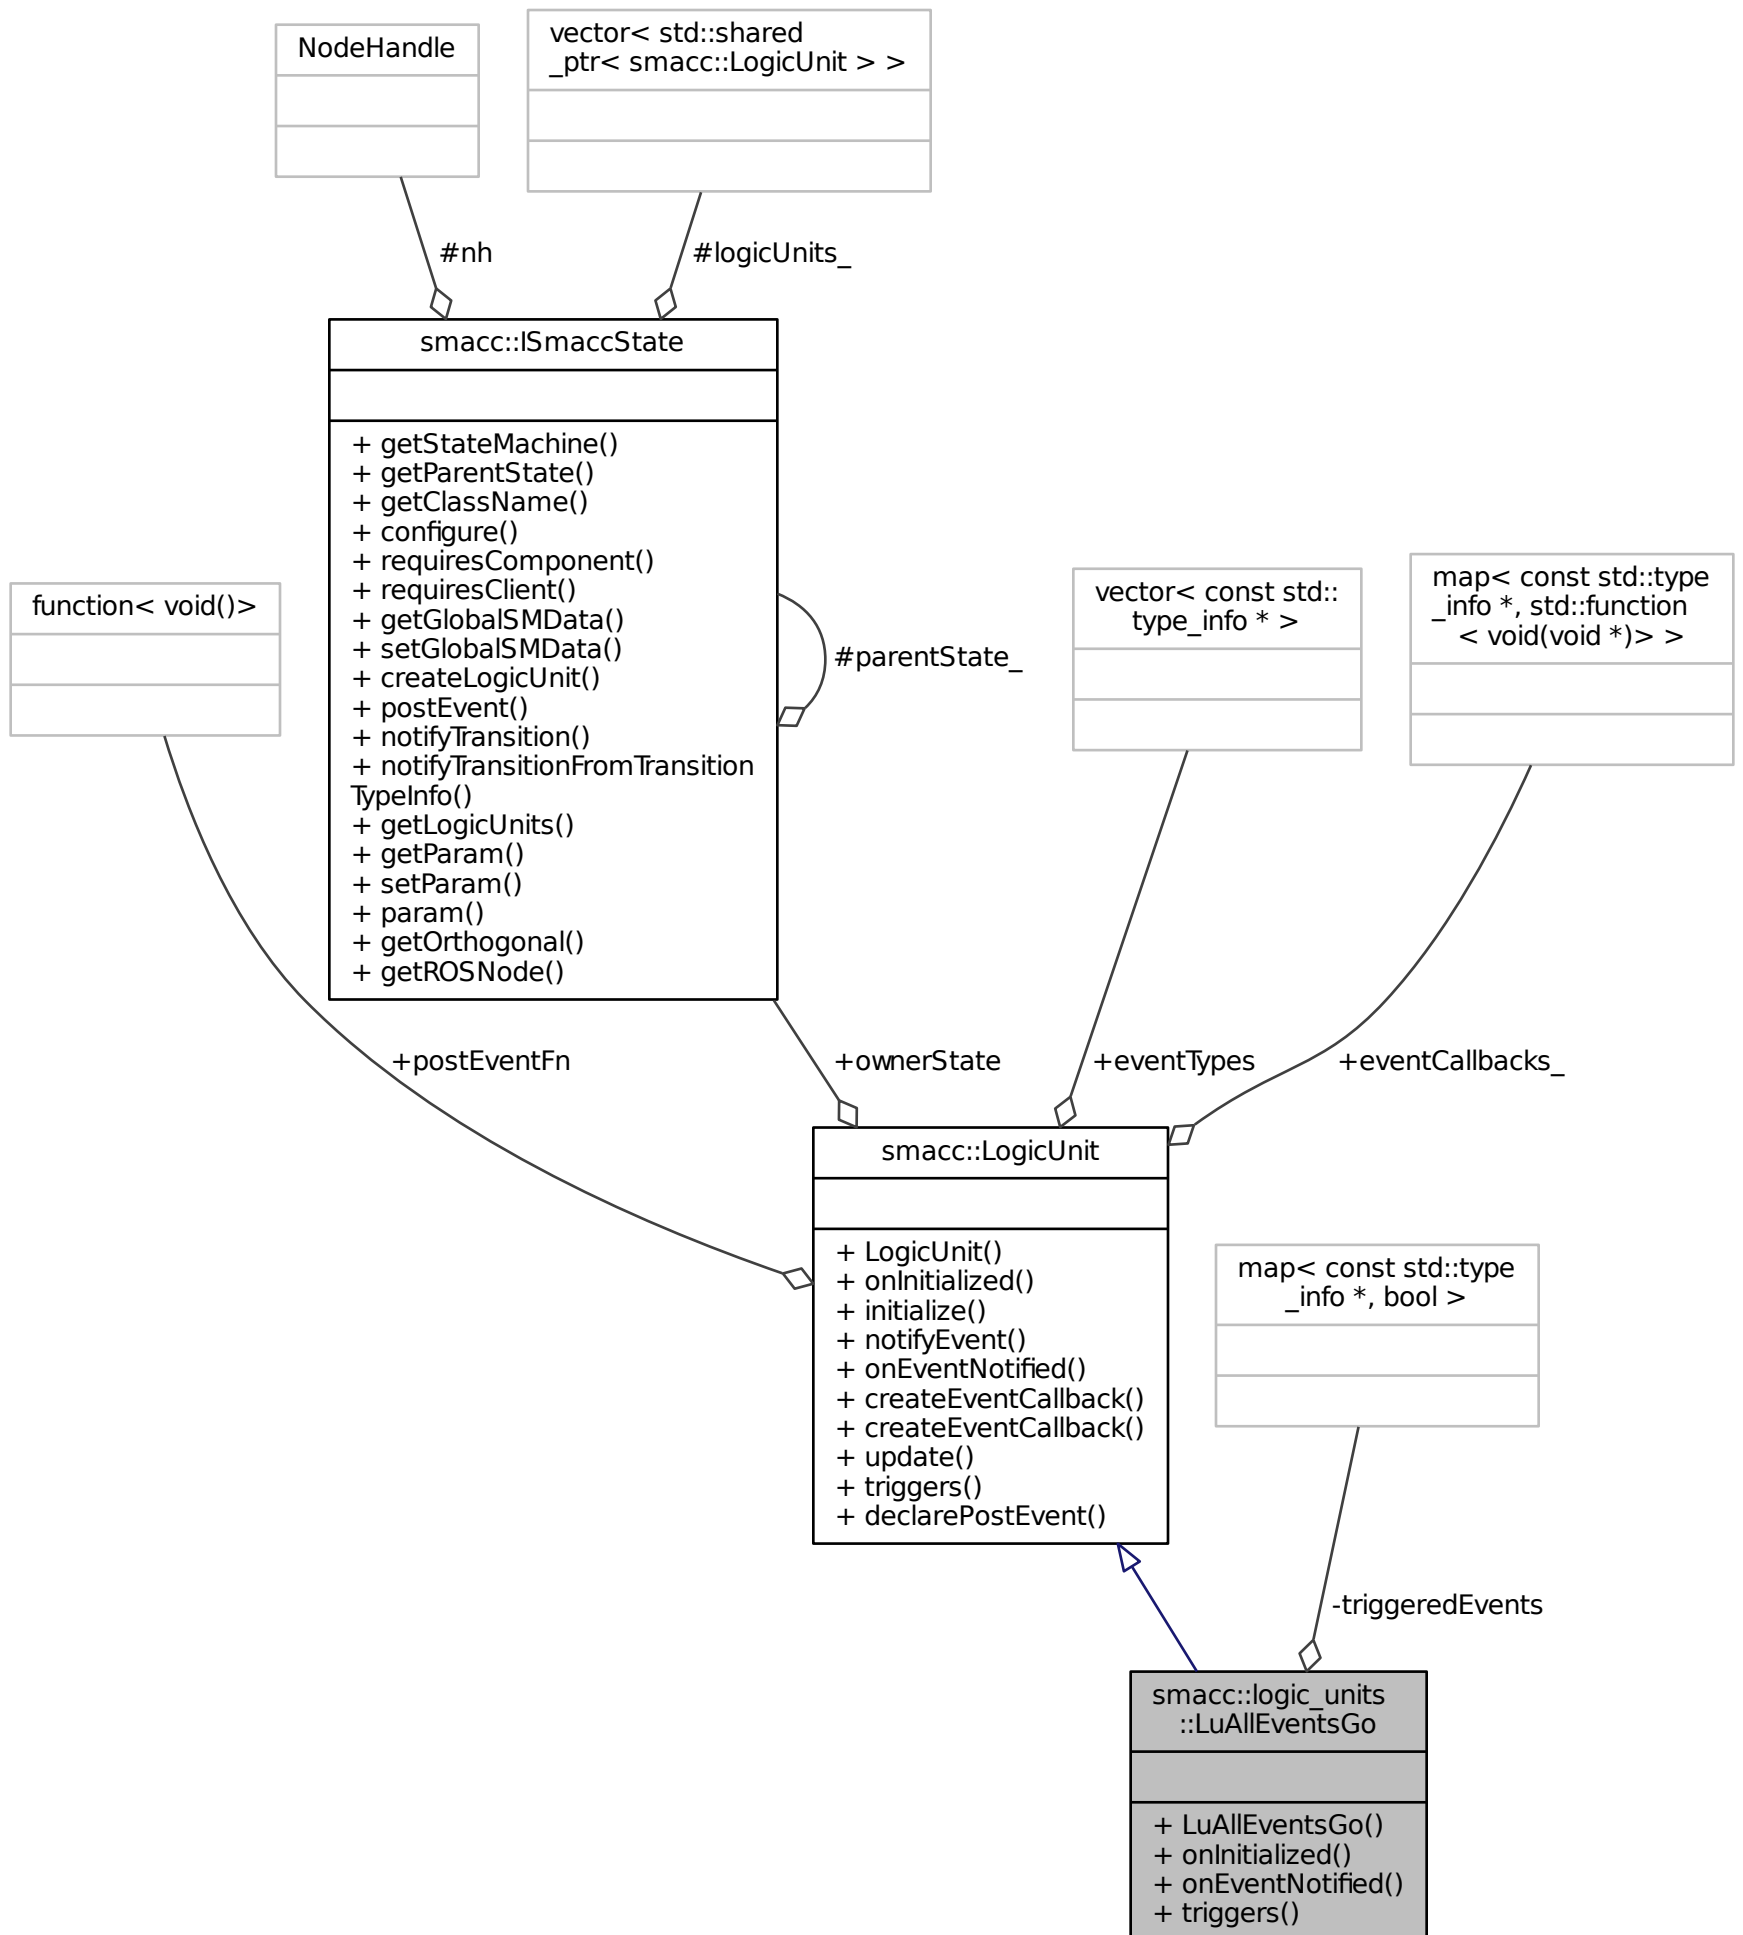 NodeHandle
vector< std::shared
_ptr< smacc::LogicUnit > >
#nh
#logicUnits_
smacc::ISmaccState
+ getStateMachine()
+ getParentState()
+ getClassName()
+ configure()
+ requiresComponent()
+ requiresClient()
+ getGlobalSMData()
+ setGlobalSMData()
+ createLogicUnit()
+ postEvent()
+ notifyTransition()
+ notifyTransitionFromTransition
TypeInfo()
+ getLogicUnits()
+ getParam()
+ setParam()
+ param()
+ getOrthogonal()
+ getROSNode()
#parentState_
function< void()>
vector< const std::
type_info * >
map< const std::type
_info *, std::function
< void(void *)> >
+postEventFn
+ownerState
+eventTypes
+eventCallbacks_
smacc::LogicUnit
+ LogicUnit()
+ onInitialized()
+ initialize()
+ notifyEvent()
+ onEventNotified()
+ createEventCallback()
+ createEventCallback()
+ update()
+ triggers()
+ declarePostEvent()
map< const std::type
_info *, bool >
-triggeredEvents
smacc::logic_units
::LuAllEventsGo
+ LuAllEventsGo()
+ onInitialized()
+ onEventNotified()
+ triggers()